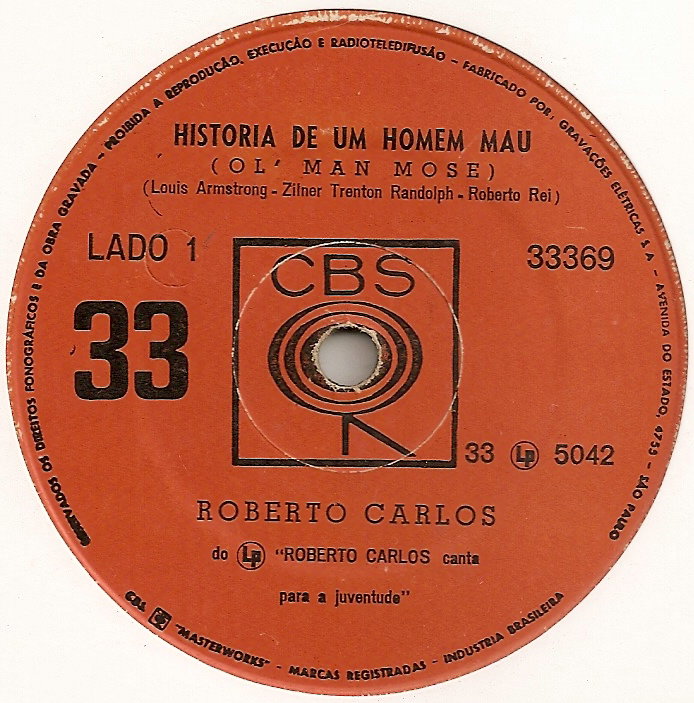 HISTORIA DE UM HOMEM MAU
(OL' MAN MOSE)
(Louis Armstrong - Zilner Trenton Randolph - Roberto Rei)
LADO 1
33369
CBS
33
33 Lp 5042
ROBERTO CARLOS
do Lp "ROBERTO CARLOS canta
para a juventude"
RESERVADOS OS DIREITOS FONOGRÁFICOS E DA OBRA GRAVADA - PROIBIDA A REPRODUÇÃO, EXECUÇÃO E RADIOTELEDIFUSÃO - FABRICADO POR: GRAVAÇÕES ELÉTRICAS S.A - AVENIDA DO ESTADO, 4755 - SÃO PAULO
CBS "MASTERWORKS" - MARCAS REGISTRADAS - INDUSTRIA BRASILEIRA